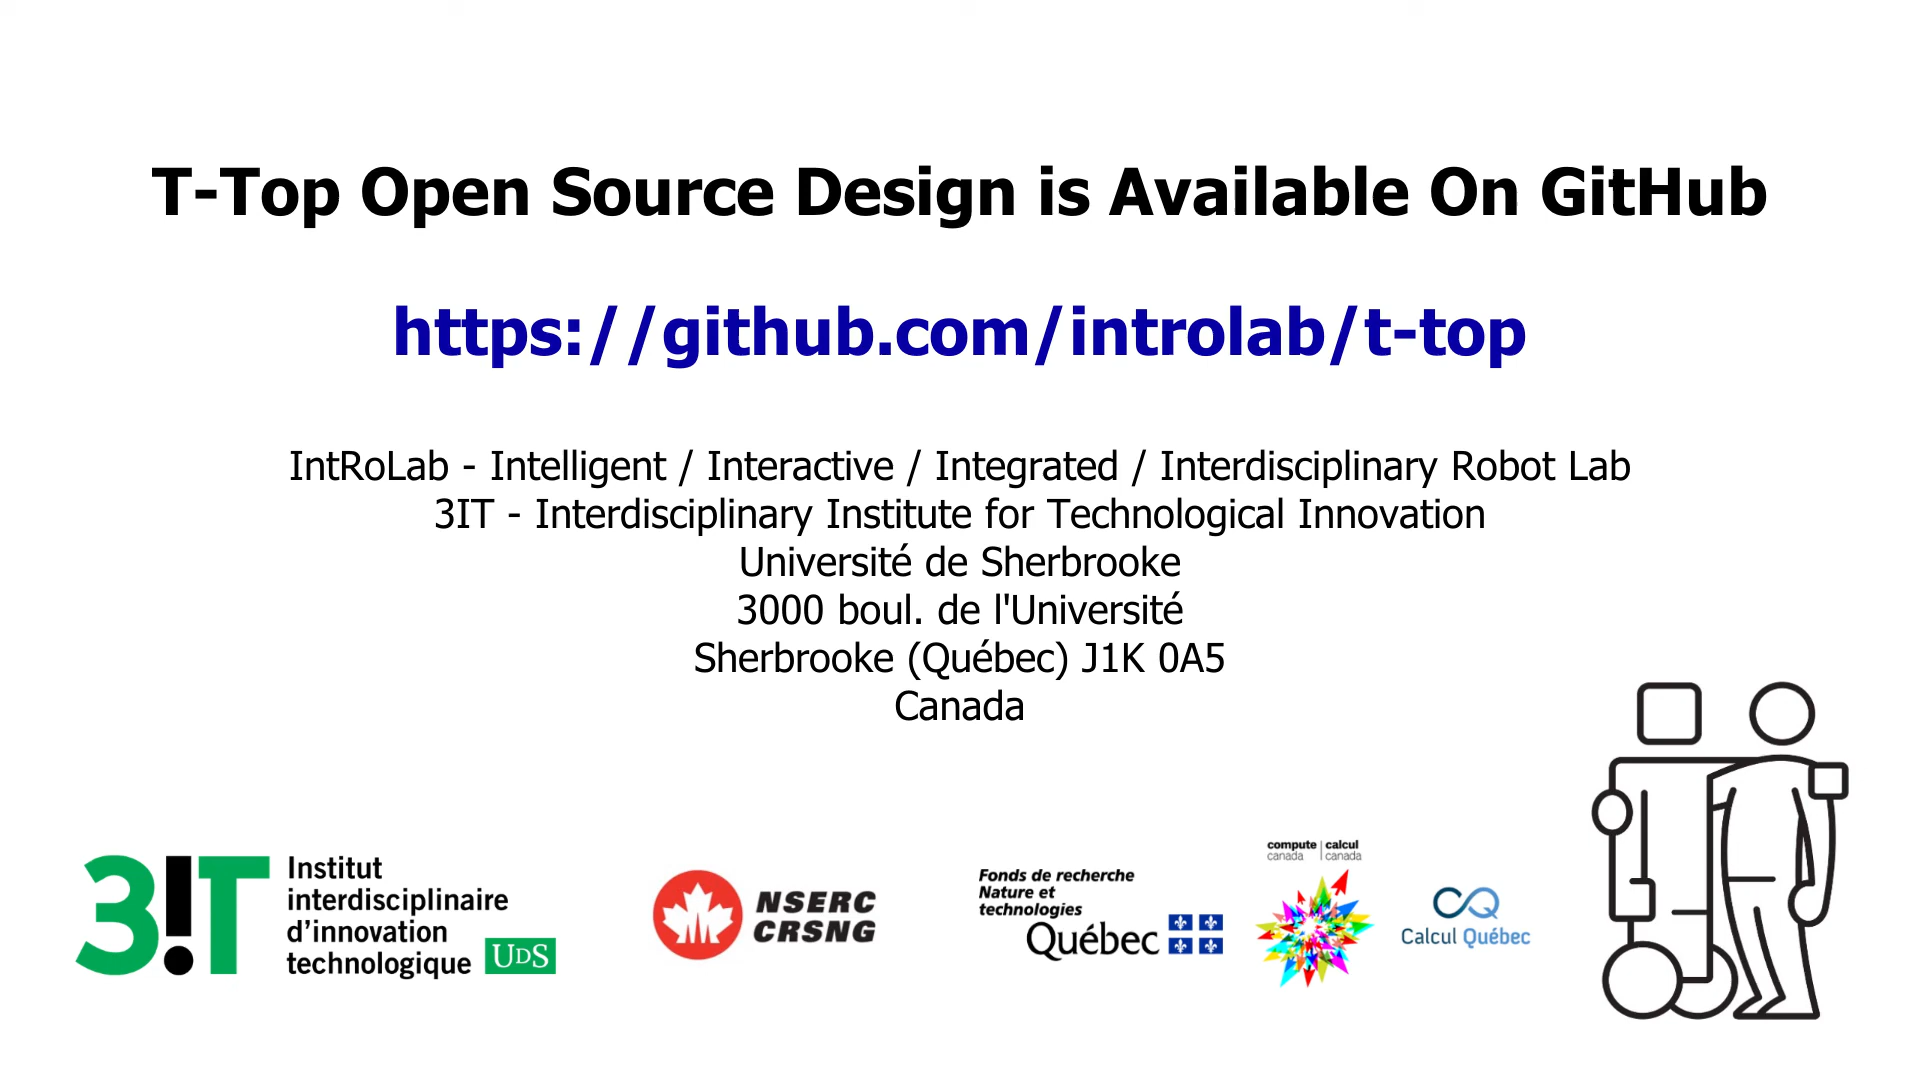 T-Top Open Source Design is Available On GitHub
https://github.com/introlab/t-top
IntRoLab - Intelligent / Interactive / Integrated / Interdisciplinary Robot Lab
3IT - Interdisciplinary Institute for Technological Innovation
Université de Sherbrooke
3000 boul. de l'Université
Sherbrooke (Québec) J1K 0A5
Canada
3IT
Institut
interdisciplinaire
d'innovation
technologique UDS
NSERC
CRSNG
Fonds de recherche
Nature et
technologies
Québec
compute | calcul
canada | canada
Calcul Québec